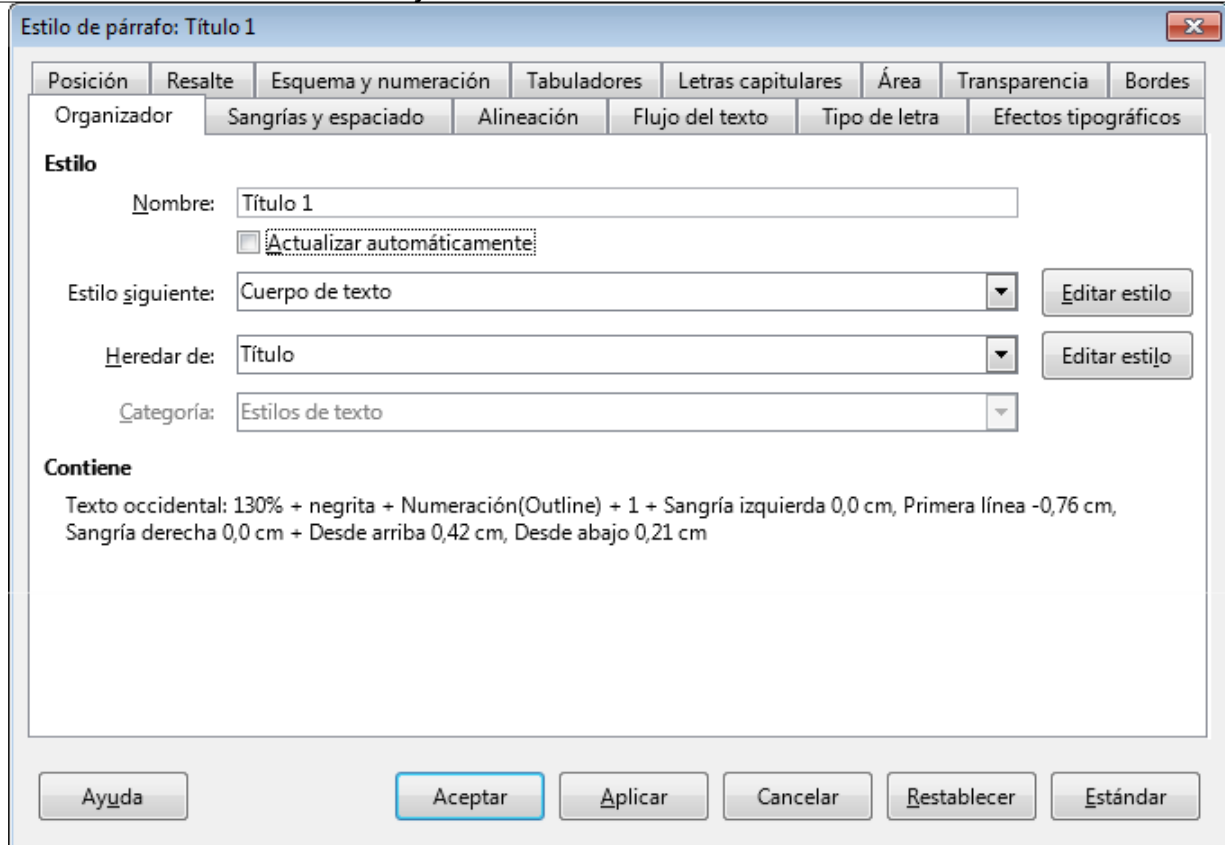 Estilo de párrafo: Título 1
Posición Resalte Esquema y numeración Tabuladores Letras capitulares Área Transparencia Bordes
Organizador Sangrías y espaciado Alineación Flujo del texto Tipo de letra Efectos tipográficos
Estilo
Nombre: Título 1
Actualizar automáticamente
Estilo siguiente: Cuerpo de texto Editar estilo
Heredar de: Título Editar estilo
Categoría: Estilos de texto
Contiene
Texto occidental: 130% + negrita + Numeración(Outline) + 1 + Sangría izquierda 0,0 cm, Primera línea -0,76 cm,
Sangría derecha 0,0 cm + Desde arriba 0,42 cm, Desde abajo 0,21 cm
Ayuda Aceptar Aplicar Cancelar Restablecer Estándar